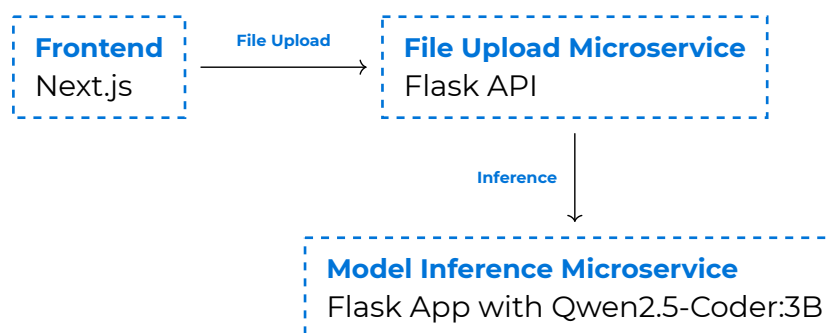 Frontend
Next.js
File Upload
File Upload Microservice
Flask API
Inference
Model Inference Microservice
Flask App with Qwen2.5-Coder:3B